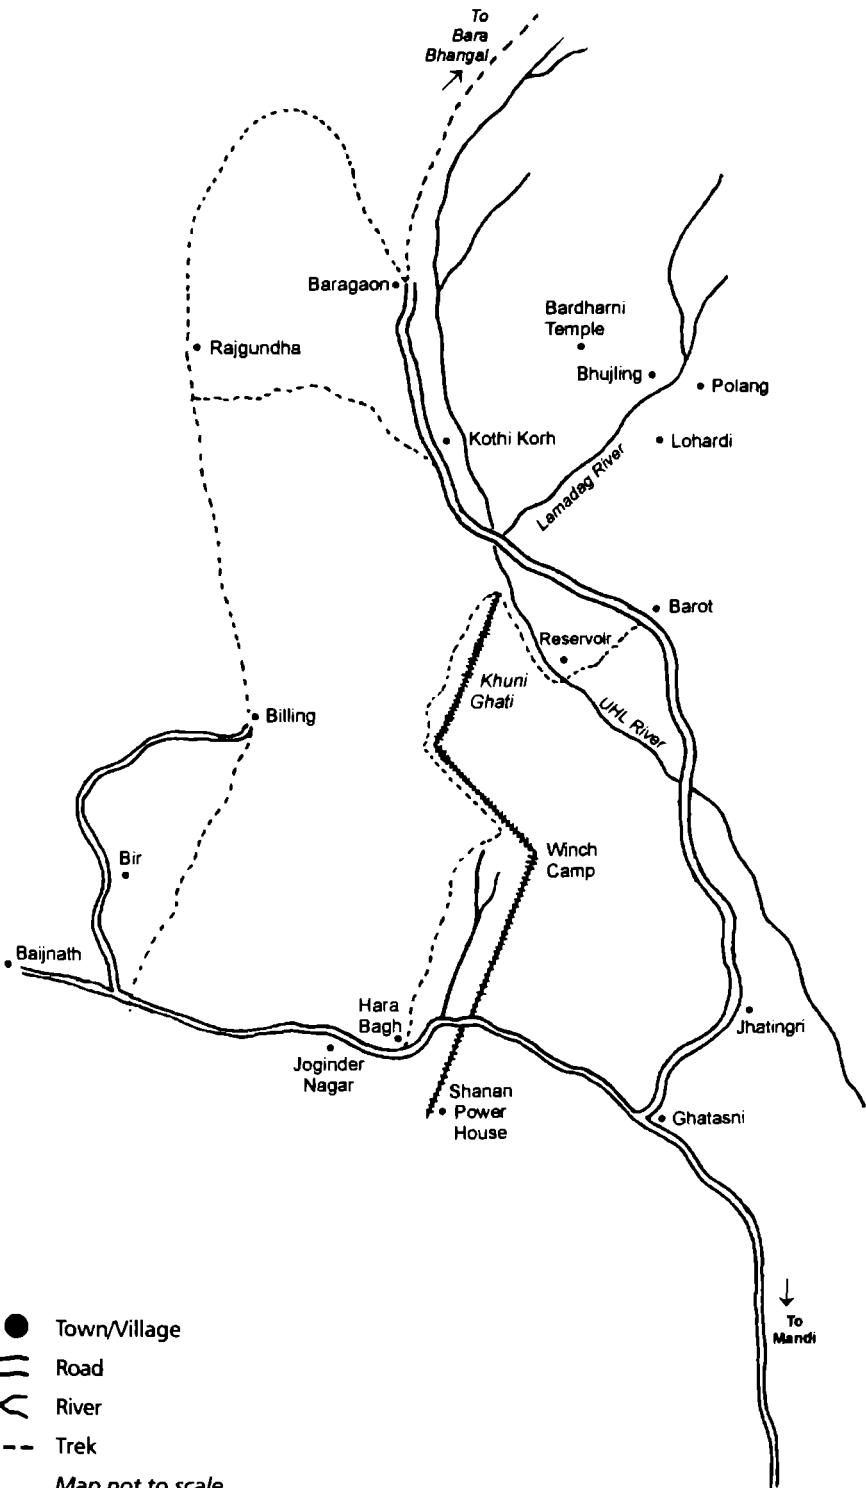 To
Bara
Bhangal
Baragaon
Bardharni
Temple
Rajgundha
Bhujling
Polang
Kothi Korh
Lohardi
Lamadag River
Barot
Reservoir
Khuni
Ghati
UHL River
Billing
Winch
Camp
Bir
Baijnath
Hara
Bagh
Jhatingri
Joginder
Nagar
Shanan
Power
House
Ghatasni
To
Mandi
Town/Village
Road
River
Trek
Map not to scale